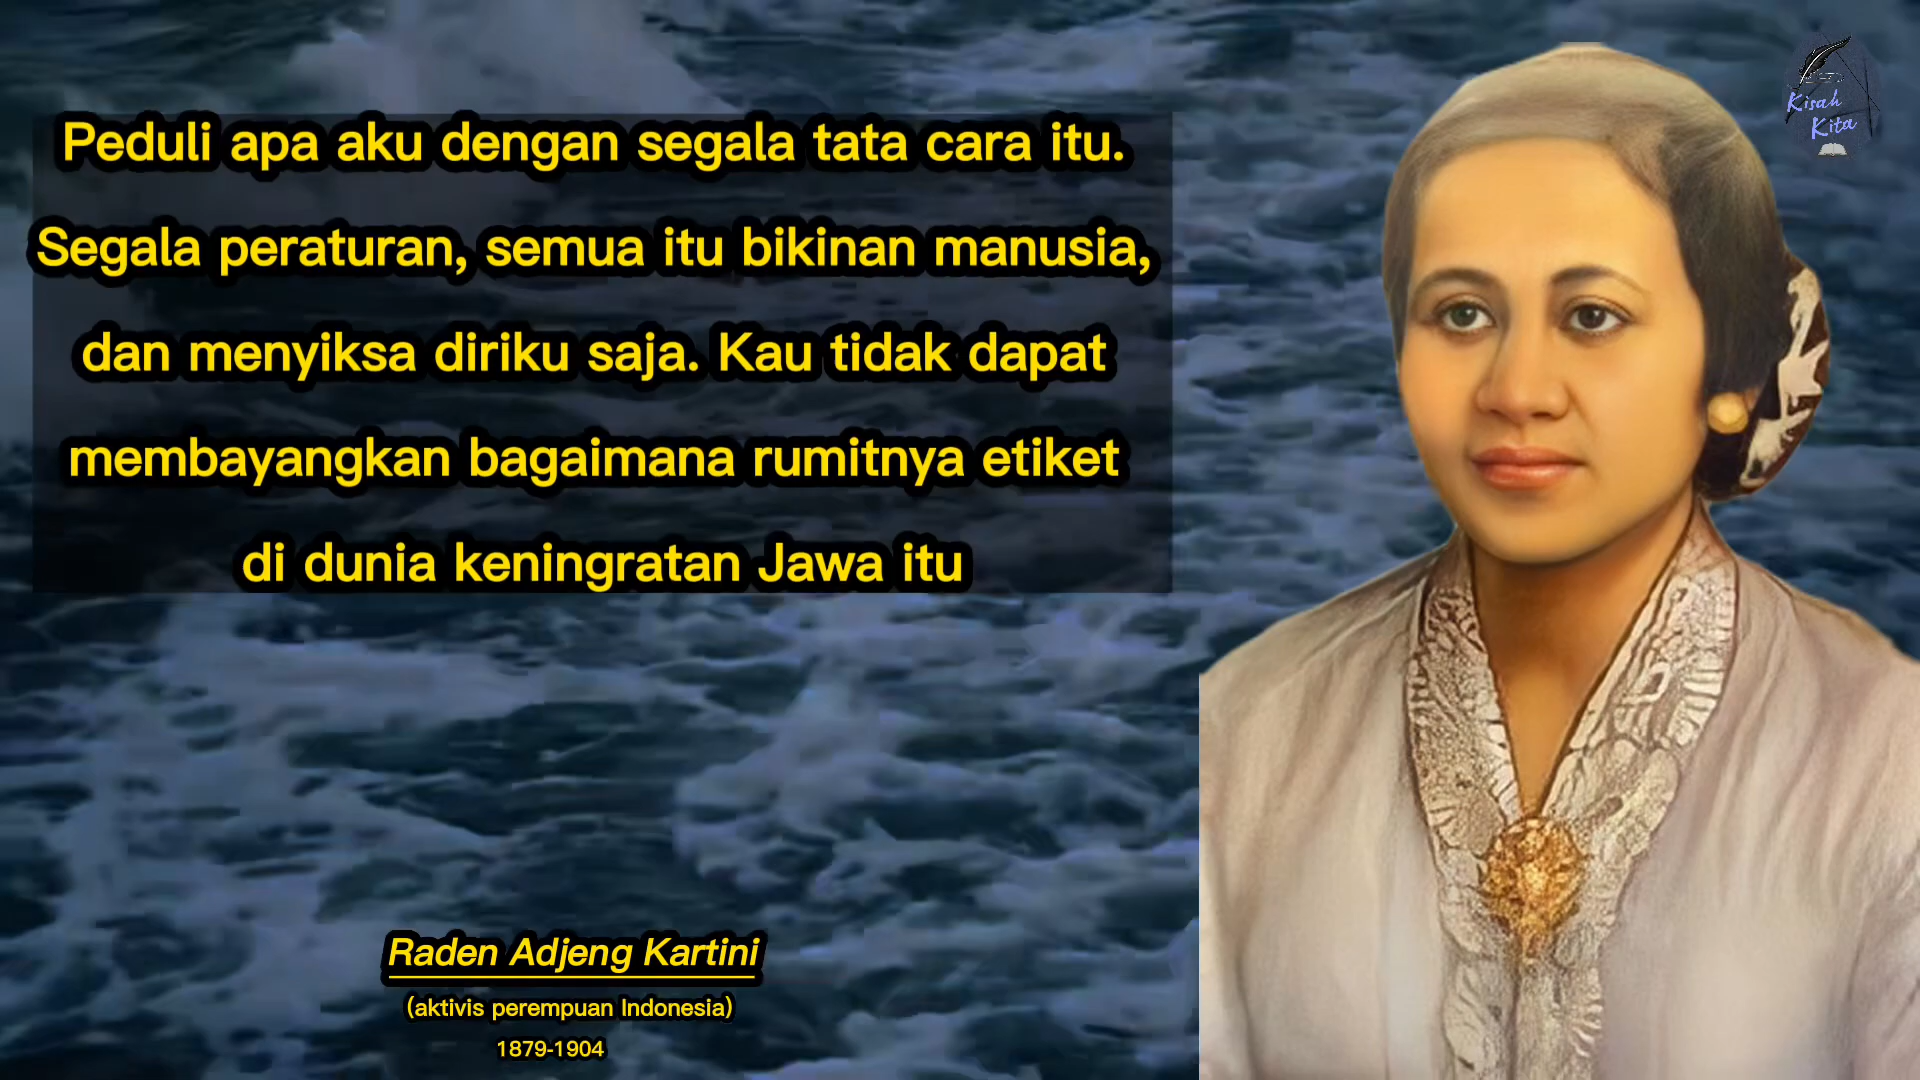 Kisah
Kita
Peduli apa aku dengan segala tata cara itu.
Segala peraturan, semua itu bikinan manusia,
dan menyiksa diriku saja. Kau tidak dapat
membayangkan bagaimana rumitnya etiket
di dunia keningratan Jawa itu
Raden Adjeng Kartini
(aktivis perempuan Indonesia)
1879-1904